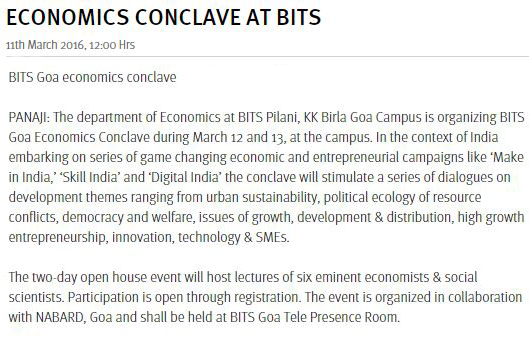 ECONOMICS CONCLAVE AT BITS
11th March 2016, 12:00 Hrs
BITS Goa economics conclave
PANAJI: The department of Economics at BITS Pilani, KK Birla Goa Campus is organizing BITS
Goa Economics Conclave during March 12 and 13, at the campus. In the context of India
embarking on series of game changing economic and entrepreneurial campaigns like 'Make
in India,' 'Skill India' and 'Digital India' the conclave will stimulate a series of dialogues on
development themes ranging from urban sustainability, political ecology of resource
conflicts, democracy and welfare, issues of growth, development & distribution, high growth
entrepreneurship, innovation, technology & SMEs.
The two-day open house event will host lectures of six eminent economists & social
scientists. Participation is open through registration. The event is organized in collaboration
with NABARD, Goa and shall be held at BITS Goa Tele Presence Room.